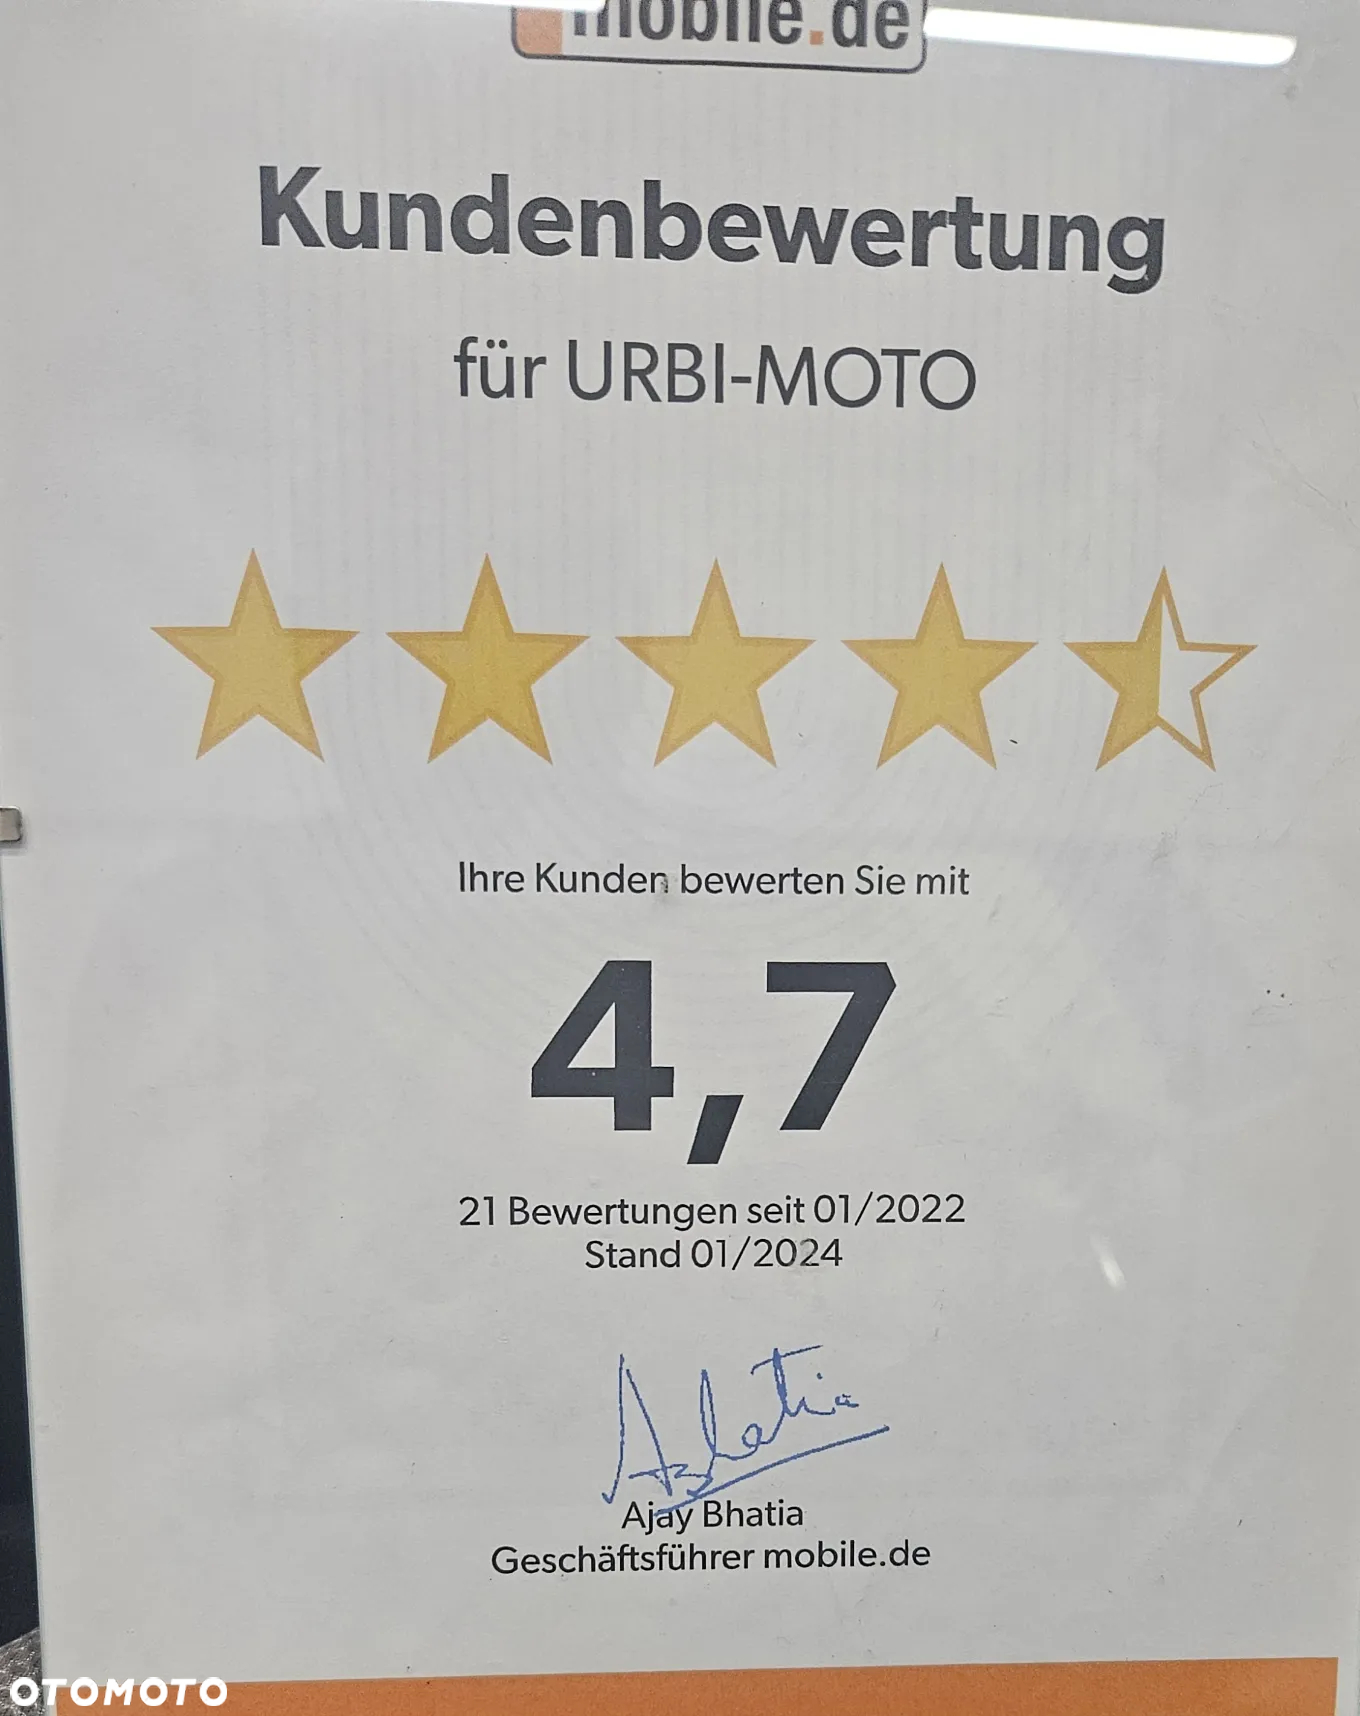 mobile.de
Kundenbewertung
für URBI-MOTO
Ihre Kunden bewerten Sie mit
4,7
21 Bewertungen seit 01/2022
Stand 01/2024
Abhatia
Ajay Bhatia
Geschäftsführer mobile.de
OTOMOTO